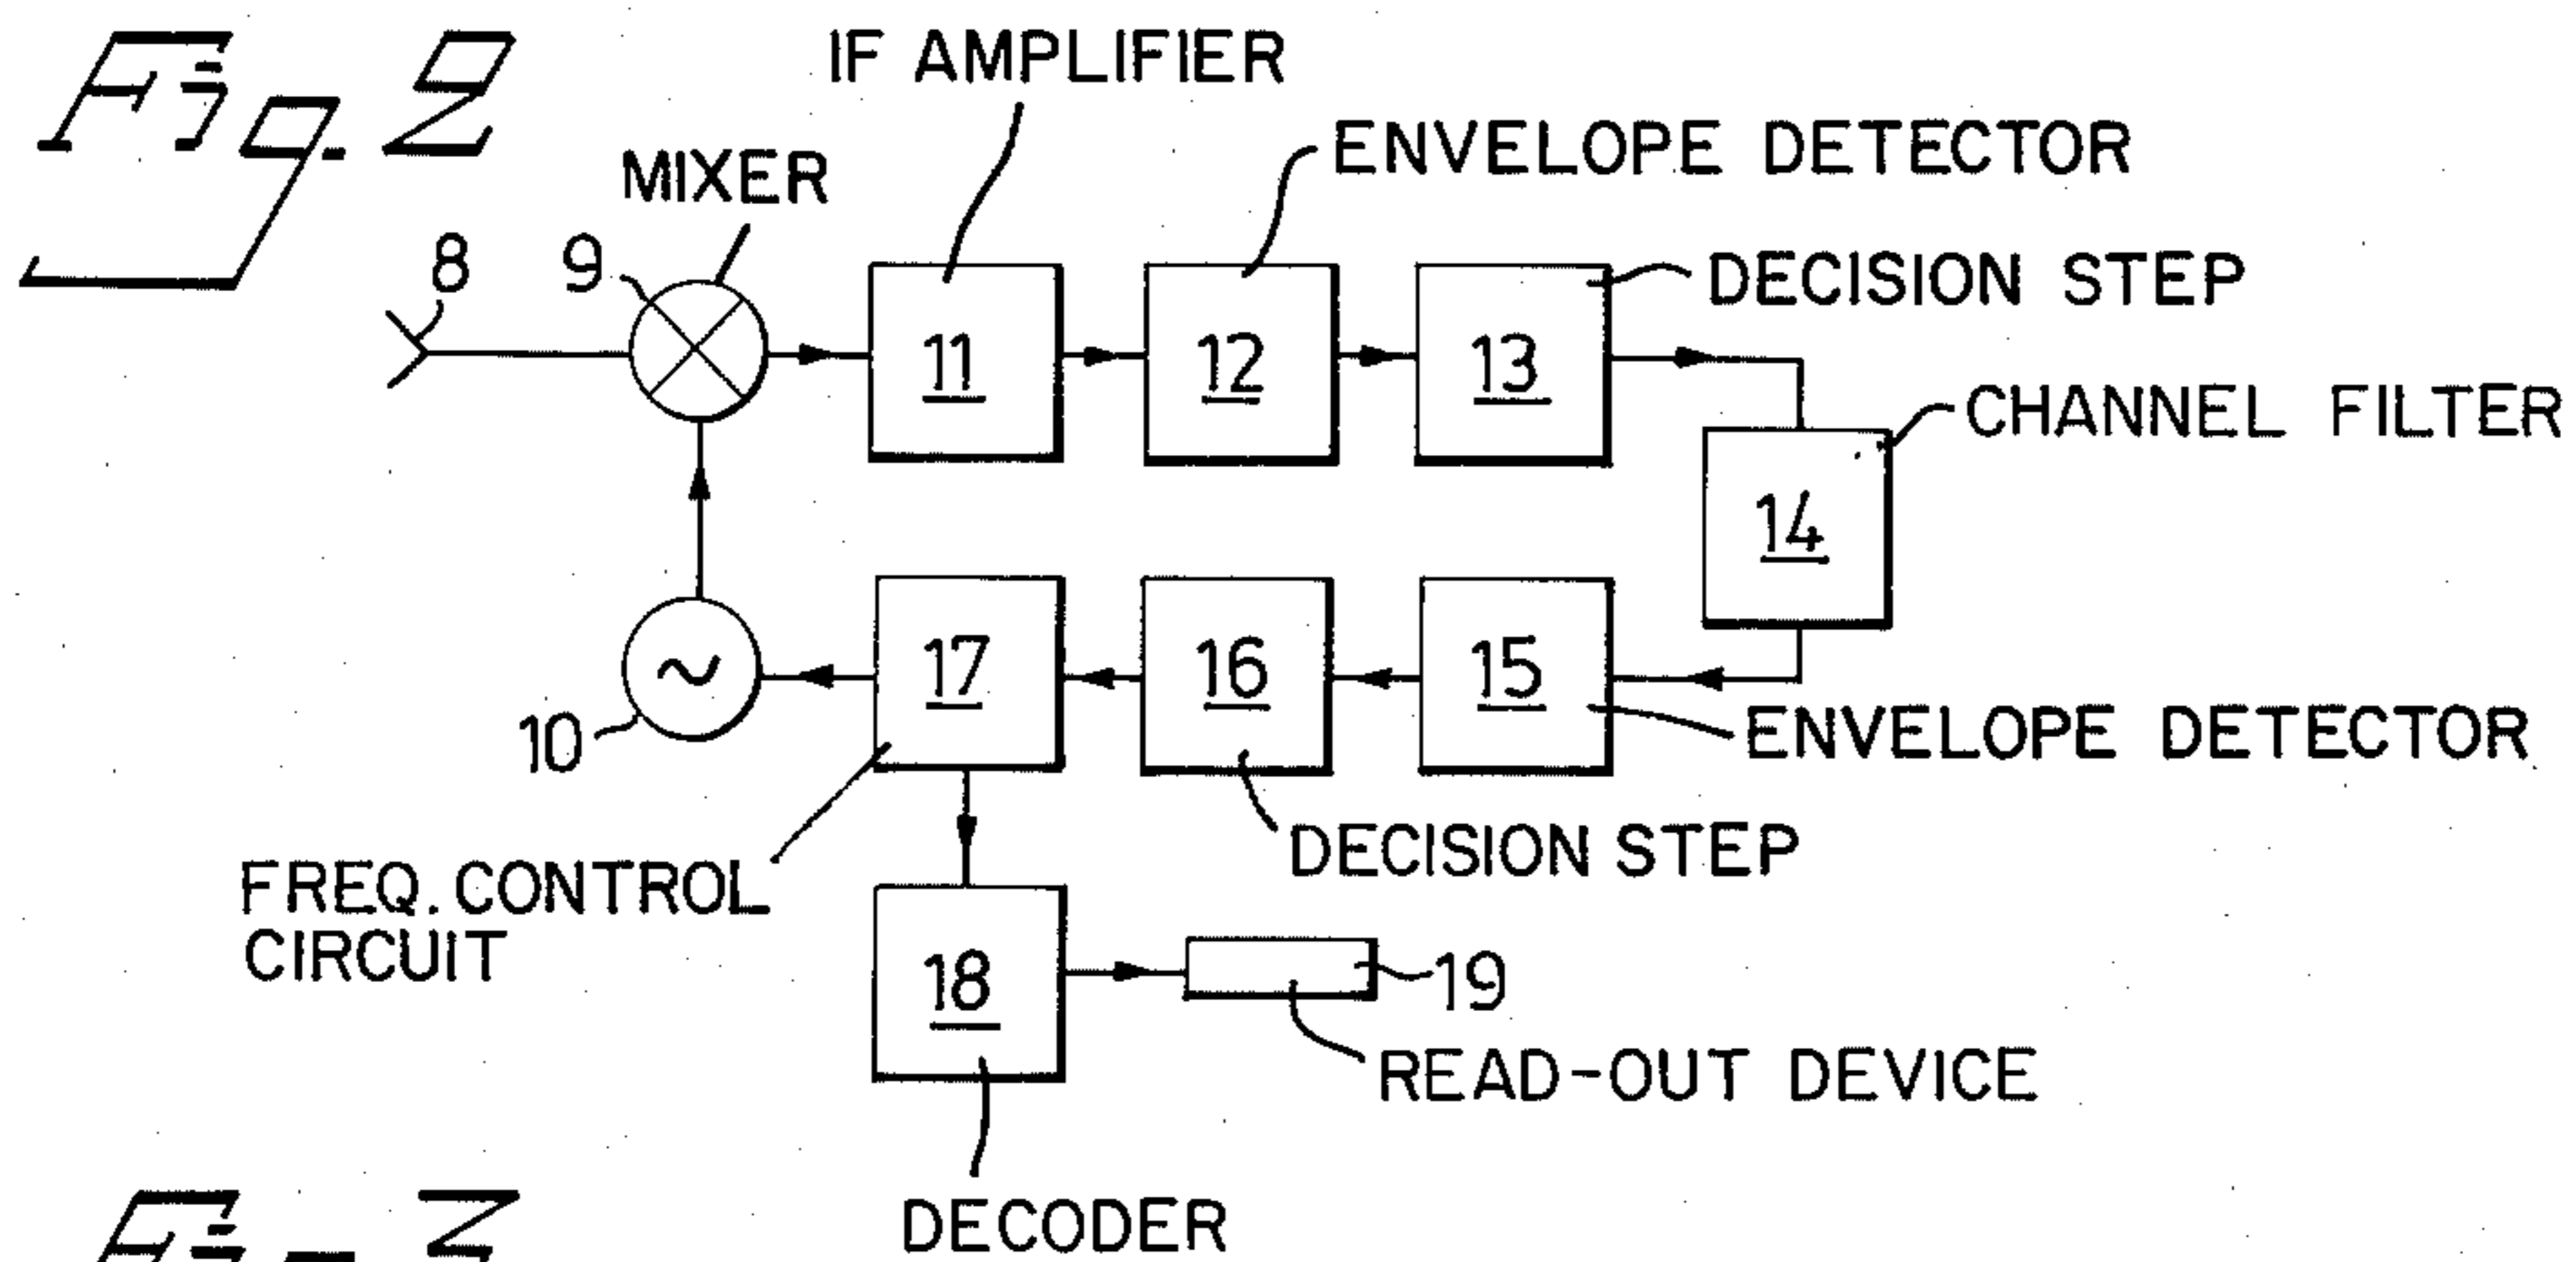 Fig. 2
IF AMPLIFIER
ENVELOPE DETECTOR
MIXER
8
9
DECISION STEP
11
12
13
CHANNEL FILTER
14
17
16
15
10
ENVELOPE DETECTOR
DECISION STEP
FREQ. CONTROL
CIRCUIT
18
19
READ-OUT DEVICE
DECODER